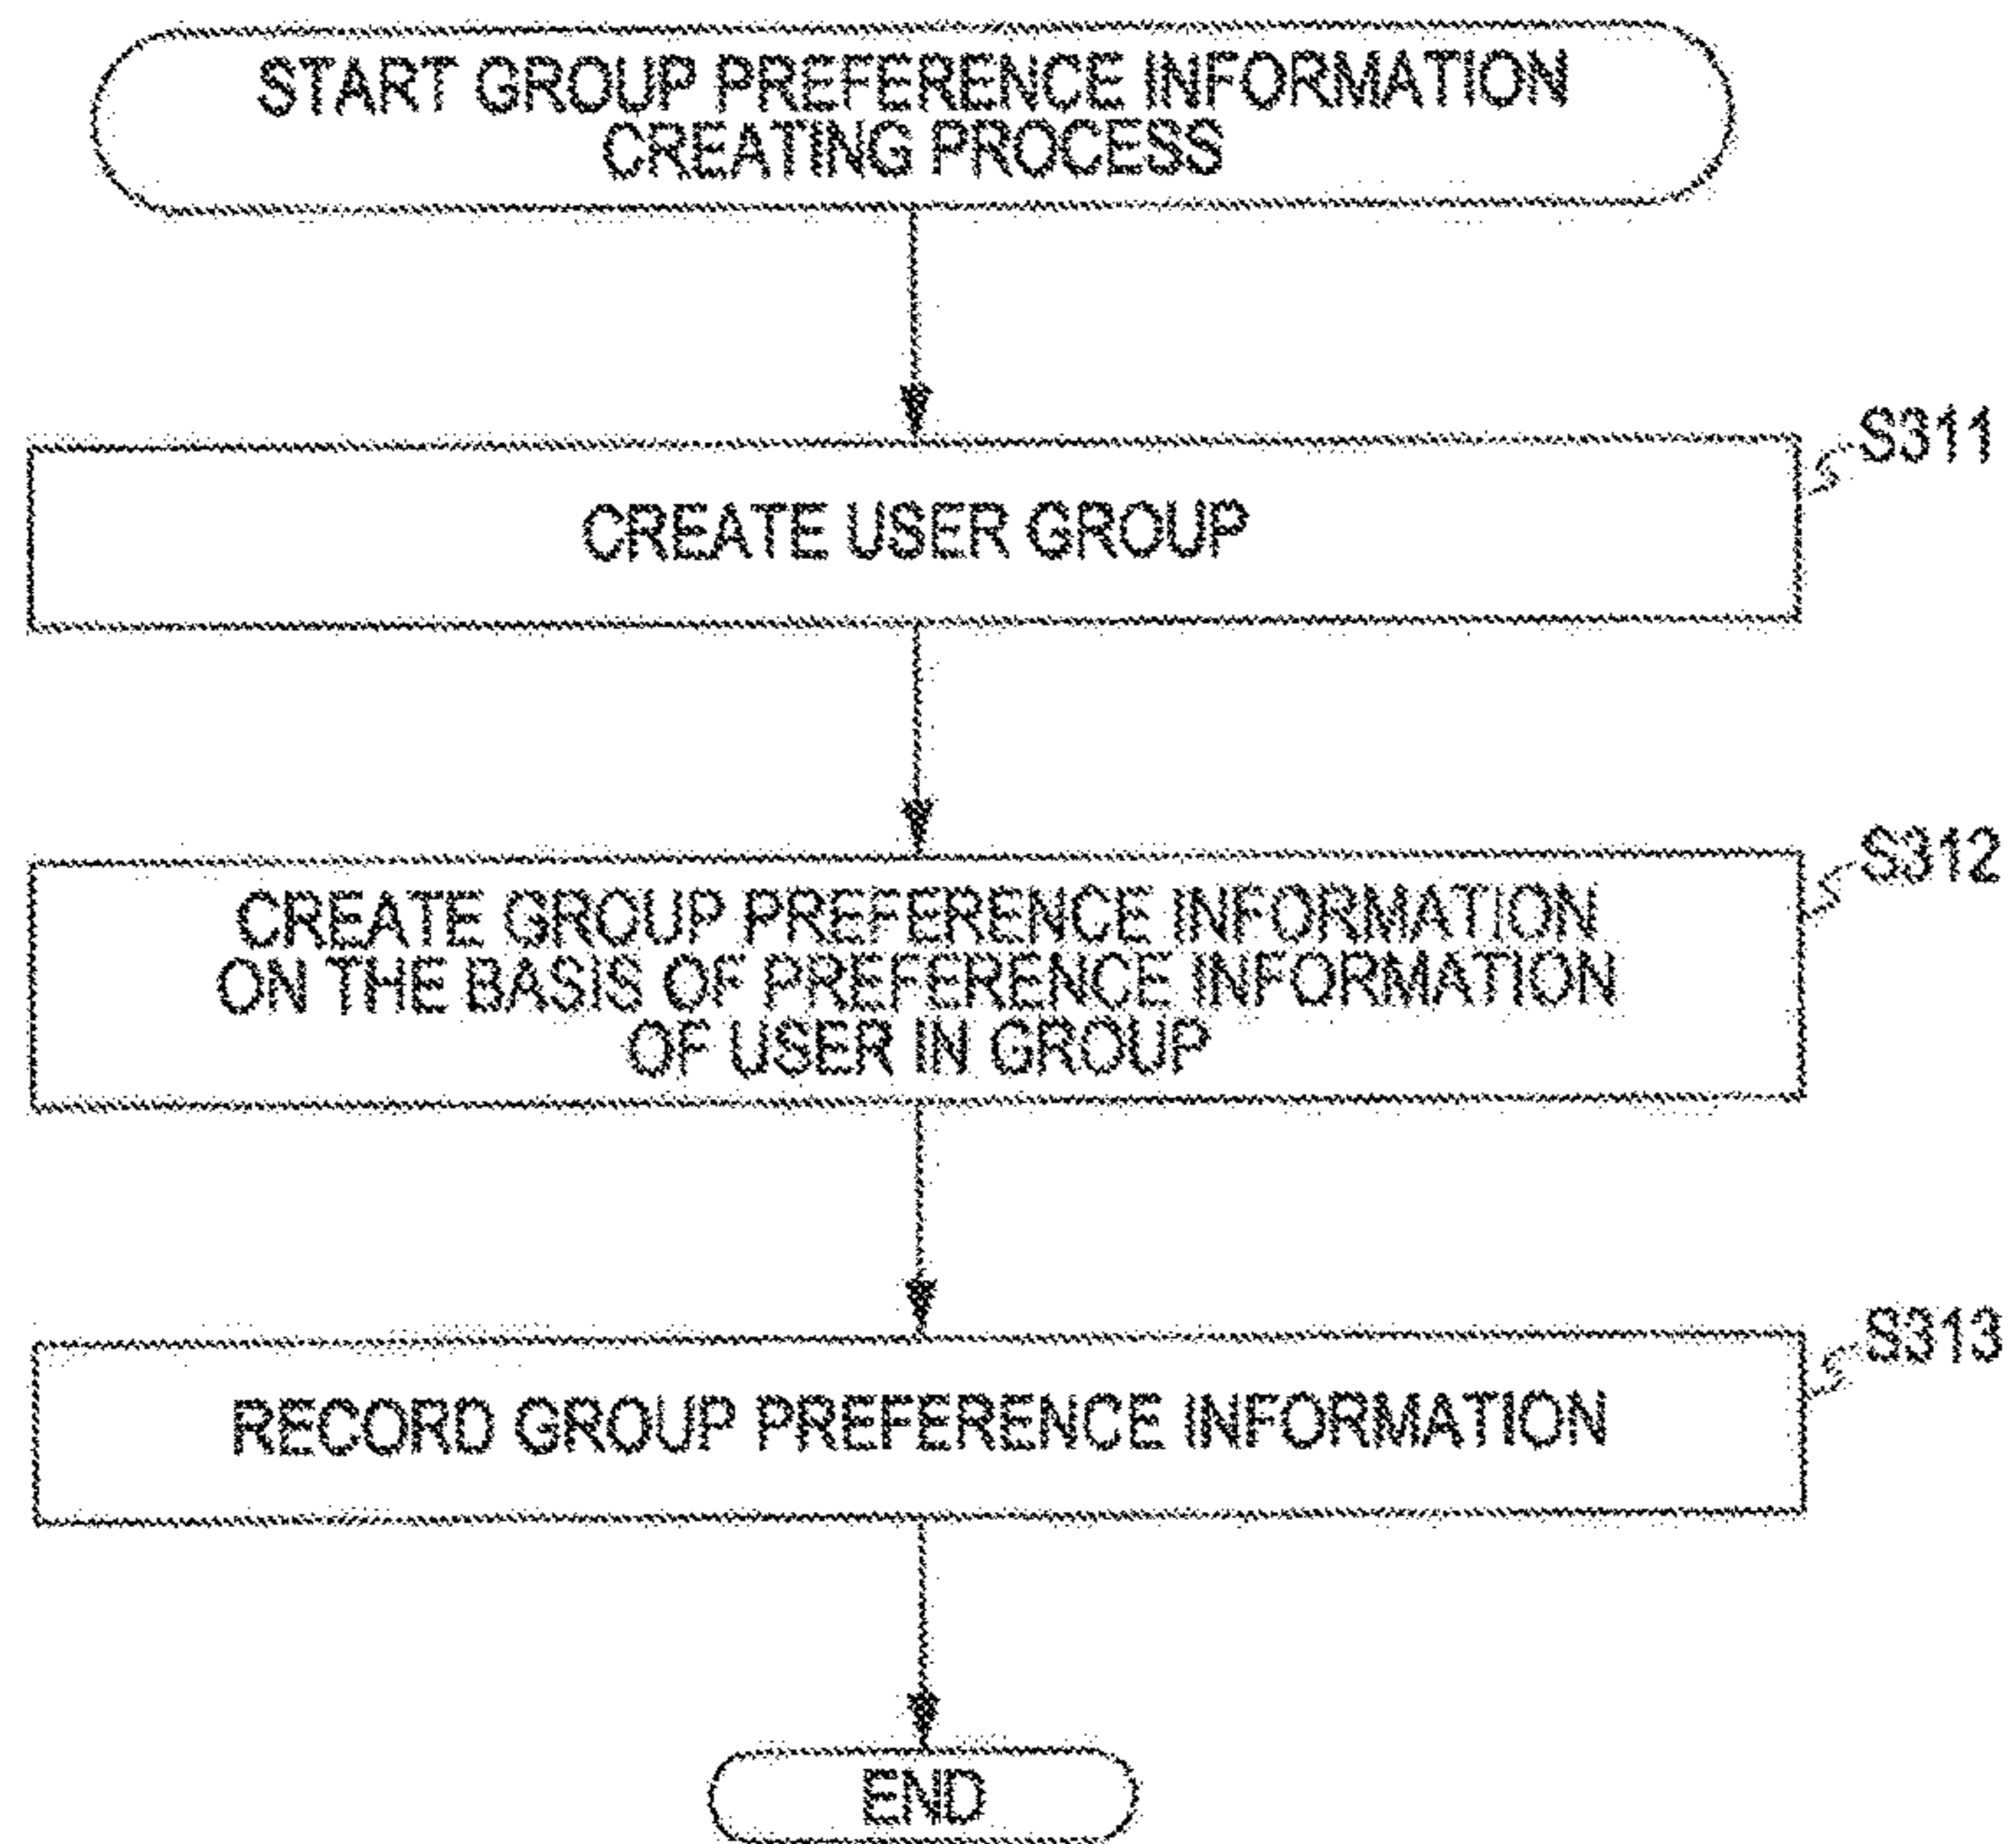 START GROUP PREFERENCE INFORMATION
CREATING PROCESS
S311
CREATE USER GROUP
S312
CREATE GROUP PREFERENCE INFORMATION
ON THE BASIS OF PREFERENCE INFORMATION
OF USER IN GROUP
S313
RECORD GROUP PREFERENCE INFORMATION
END